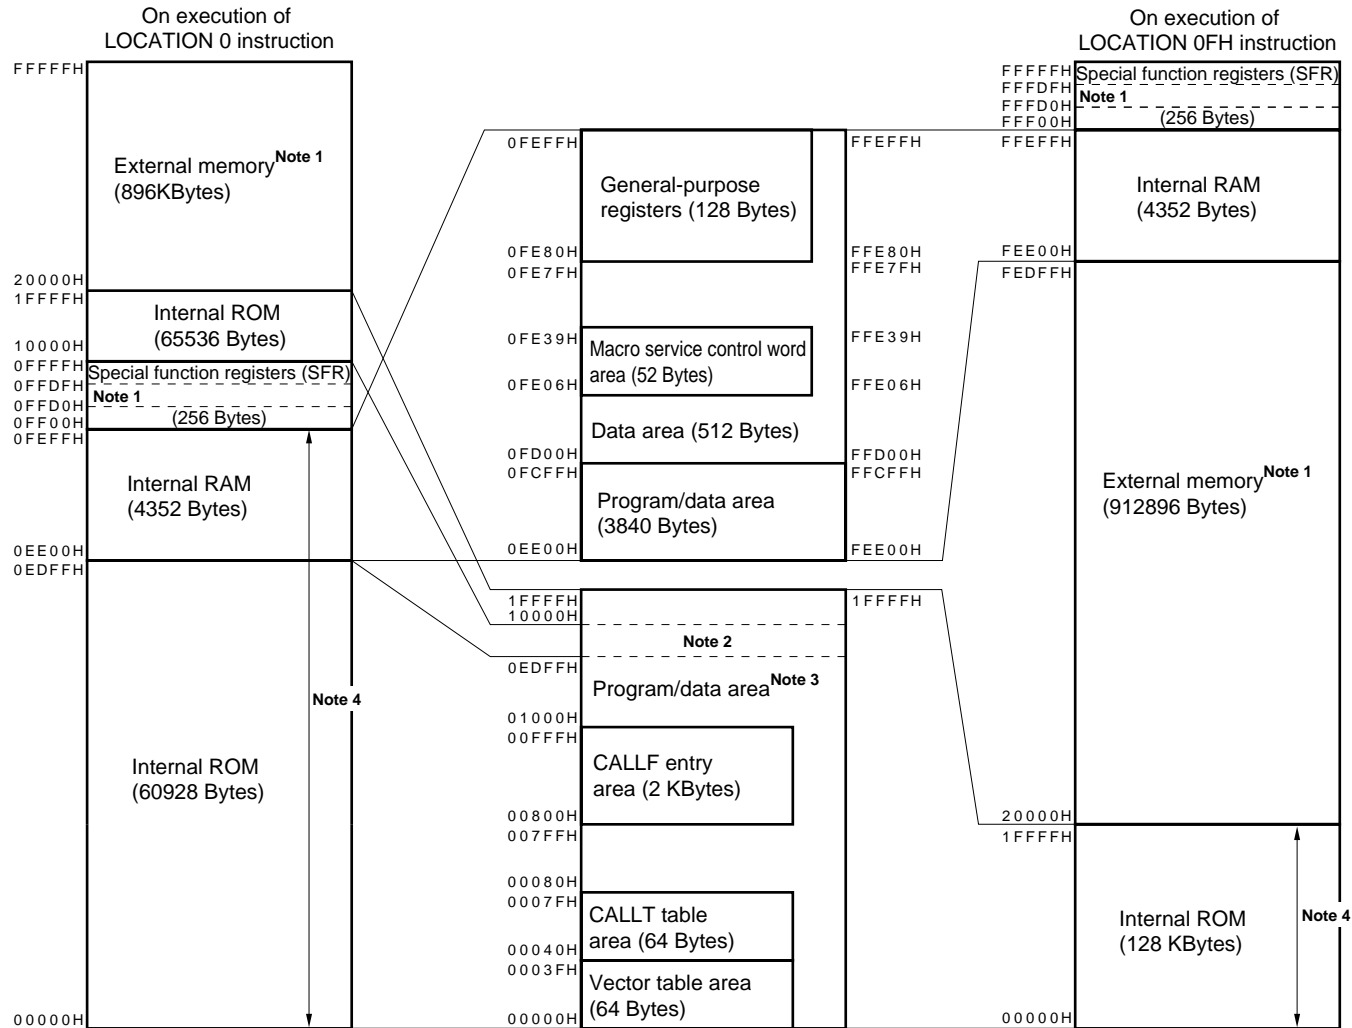 On execution of
LOCATION 0 instruction
FFFFFH
External memory Note 1
(896KBytes)
20000H
1FFFFH
Internal ROM
(65536 Bytes)
10000H
0FFFFH
Special function registers (SFR)
0FFDFH
Note 1
0FFD0H
(256 Bytes)
0FF00H
0FEFFH
Internal RAM
(4352 Bytes)
0EE00H
0EDFFH
Note 4
Internal ROM
(60928 Bytes)
00000H
0FEFFH
FFEFFH
General-purpose
registers (128 Bytes)
0FE80H
FFE80H
0FE7FH
FFE7FH
0FE39H
FFE39H
Macro service control word
area (52 Bytes)
0FE06H
FFE06H
Data area (512 Bytes)
0FD00H
FFD00H
0FCFFH
FFCFFH
Program/data area
(3840 Bytes)
0EE00H
FEE00H
1FFFFH
1FFFFH
10000H
Note 2
0EDFFH
Program/data area Note 3
01000H
00FFFH
CALLF entry
area (2 KBytes)
00800H
007FFH
00080H
0007FH
CALLT table
area (64 Bytes)
00040H
0003FH
Vector table area
(64 Bytes)
00000H
On execution of
LOCATION 0FH instruction
FFFFFH
Special function registers (SFR)
FFFDFH
Note 1
FFFD0H
(256 Bytes)
FFF00H
FFEFFH
Internal RAM
(4352 Bytes)
FEE00H
FEDFFH
External memory Note 1
(912896 Bytes)
20000H
1FFFFH
Internal ROM
(128 KBytes)
Note 4
00000H